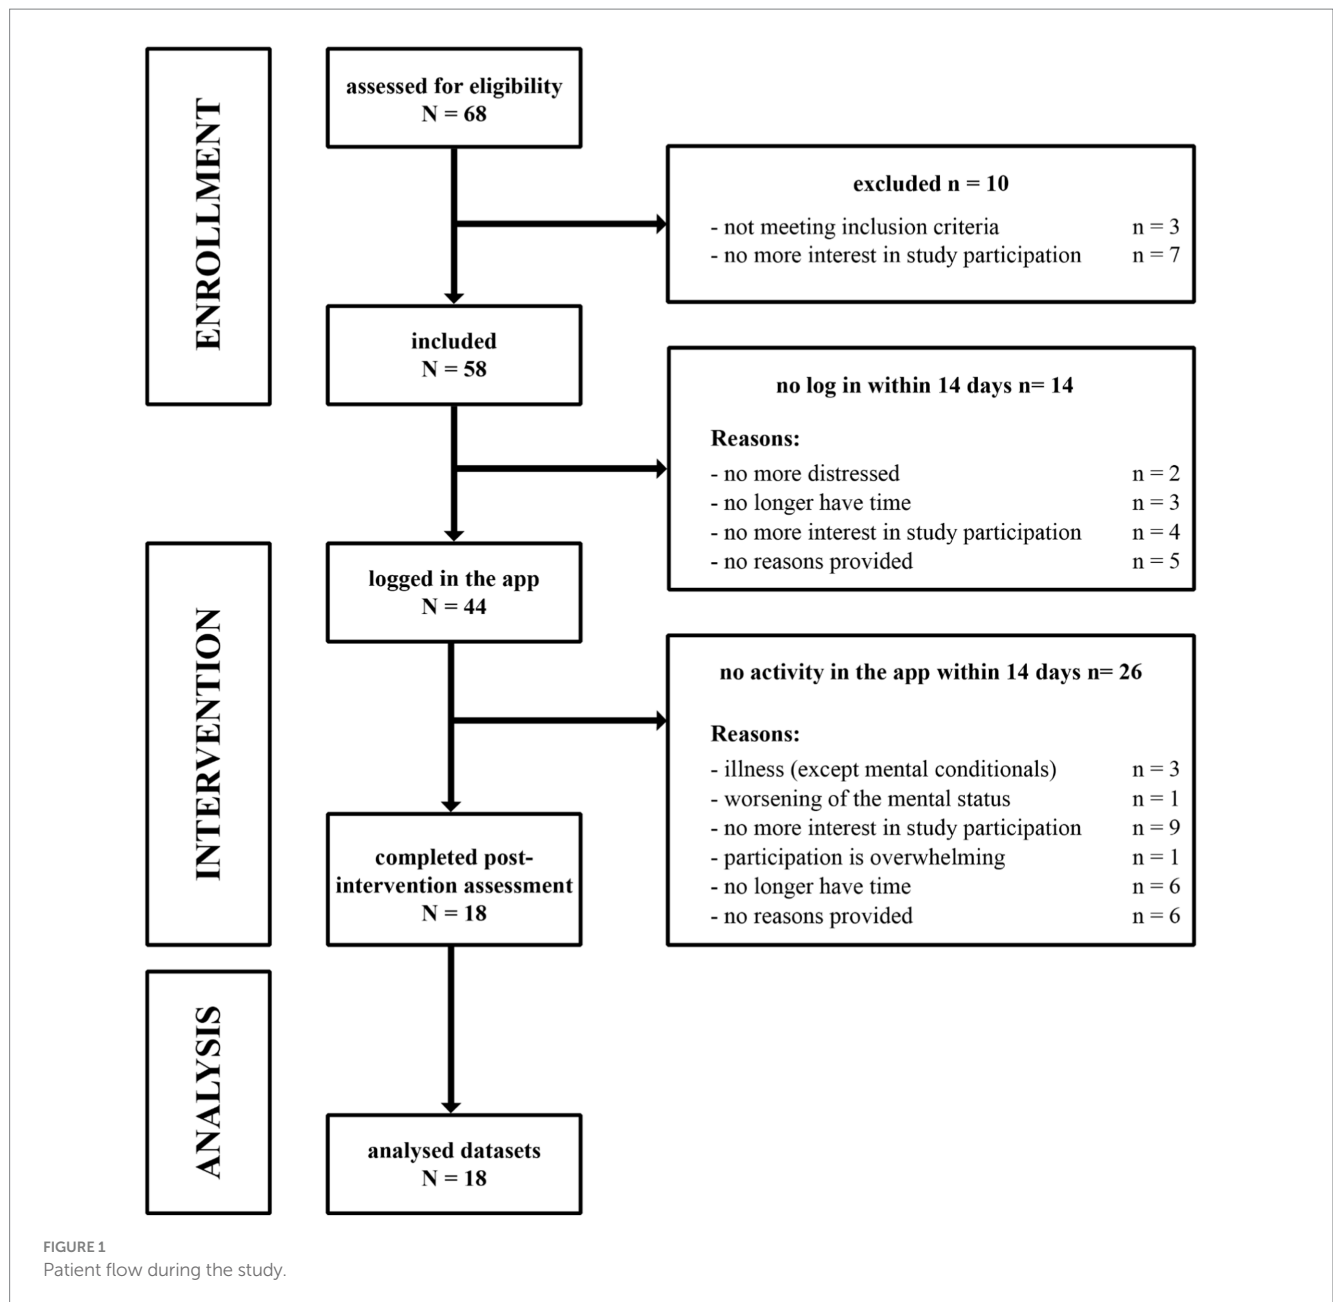 ENROLLMENT
assessed for eligibility
N = 68
excluded n = 10
- not meeting inclusion criteria n = 3
- no more interest in study participation n = 7
included
N = 58
no log in within 14 days n= 14
Reasons:
- no more distressed n = 2
- no longer have time n = 3
- no more interest in study participation n = 4
- no reasons provided n = 5
INTERVENTION
logged in the app
N = 44
no activity in the app within 14 days n= 26
Reasons:
- illness (except mental conditionals) n = 3
- worsening of the mental status n = 1
- no more interest in study participation n = 9
- participation is overwhelming n = 1
- no longer have time n = 6
- no reasons provided n = 6
completed post-
intervention assessment
N = 18
ANALYSIS
analysed datasets
N = 18
FIGURE 1
Patient flow during the study.